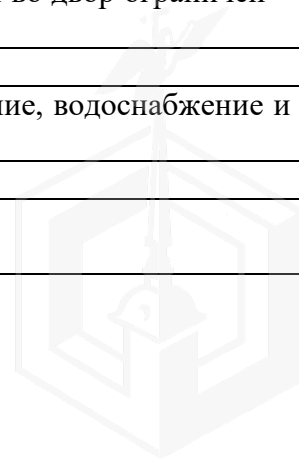 во двор ограничен
ние, водоснабжение и